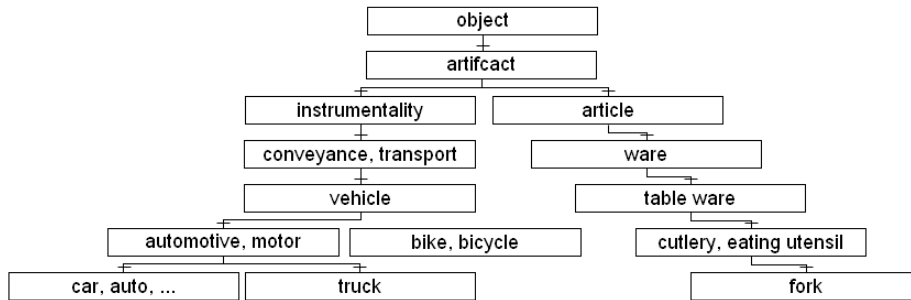 object
artifcact
instrumentality
article
conveyance, transport
ware
vehicle
table ware
automotive, motor
bike, bicycle
cutlery, eating utensil
car, auto, ...
truck
fork